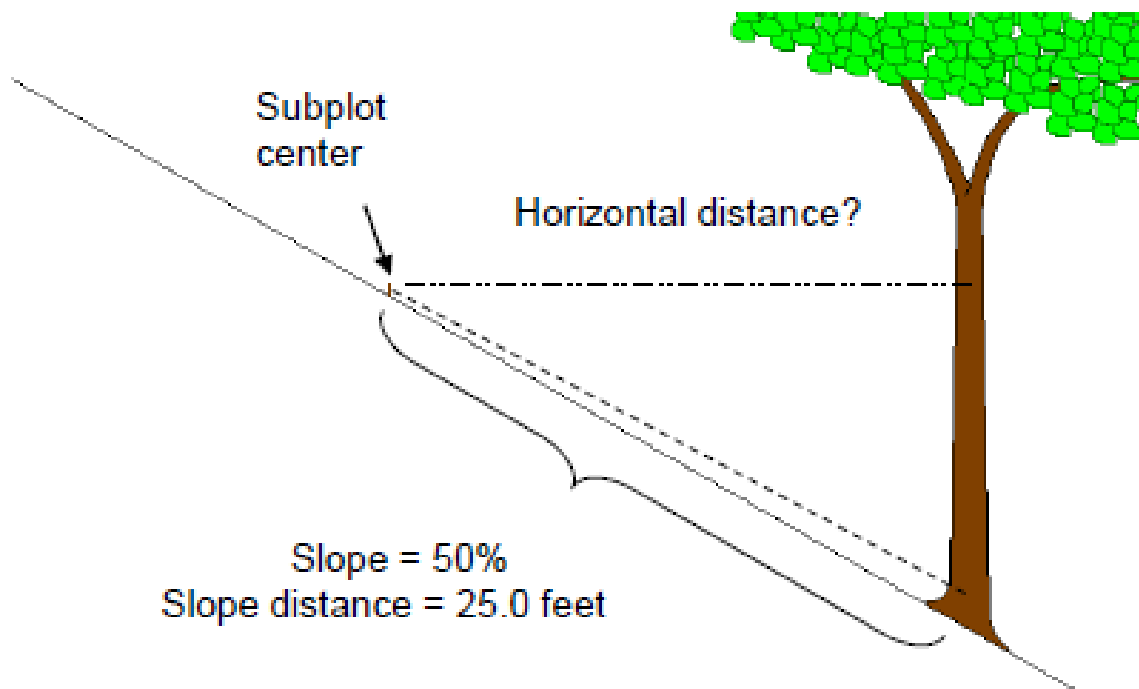 Subplot
center
Horizontal distance?
Slope = 50%
Slope distance = 25.0 feet